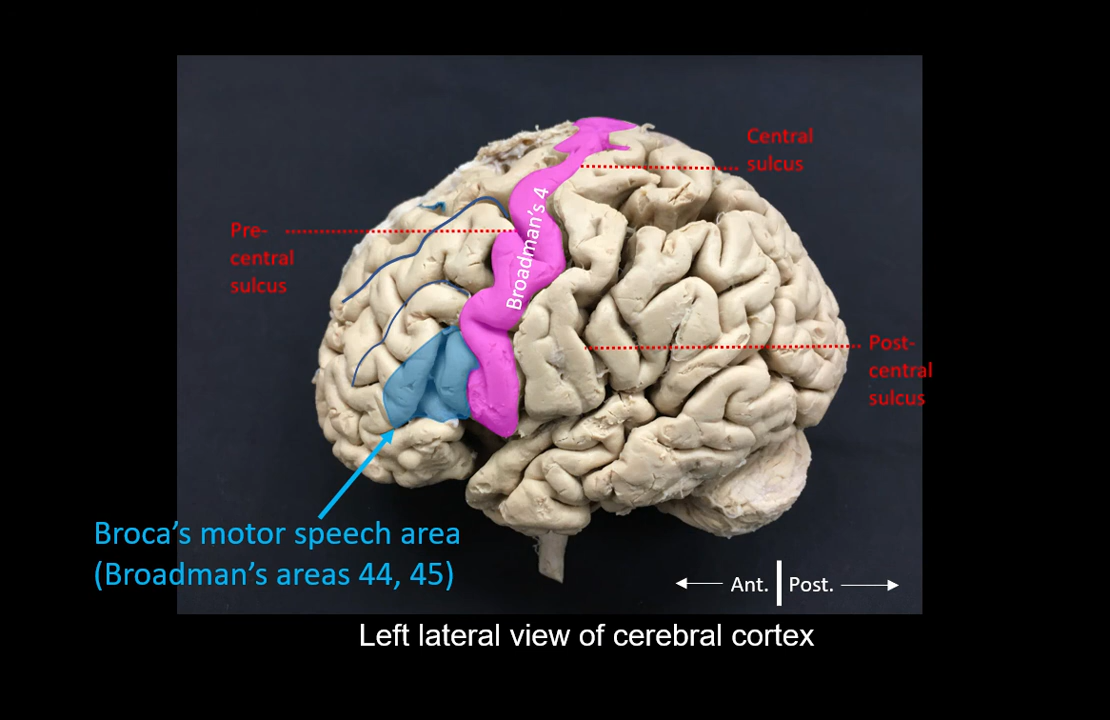 Central
sulcus
Pre-
central
sulcus
Broadman's 4
Post-
central
sulcus
Broca's motor speech area
(Broadman's areas 44, 45)
Ant. Post.
Left lateral view of cerebral cortex